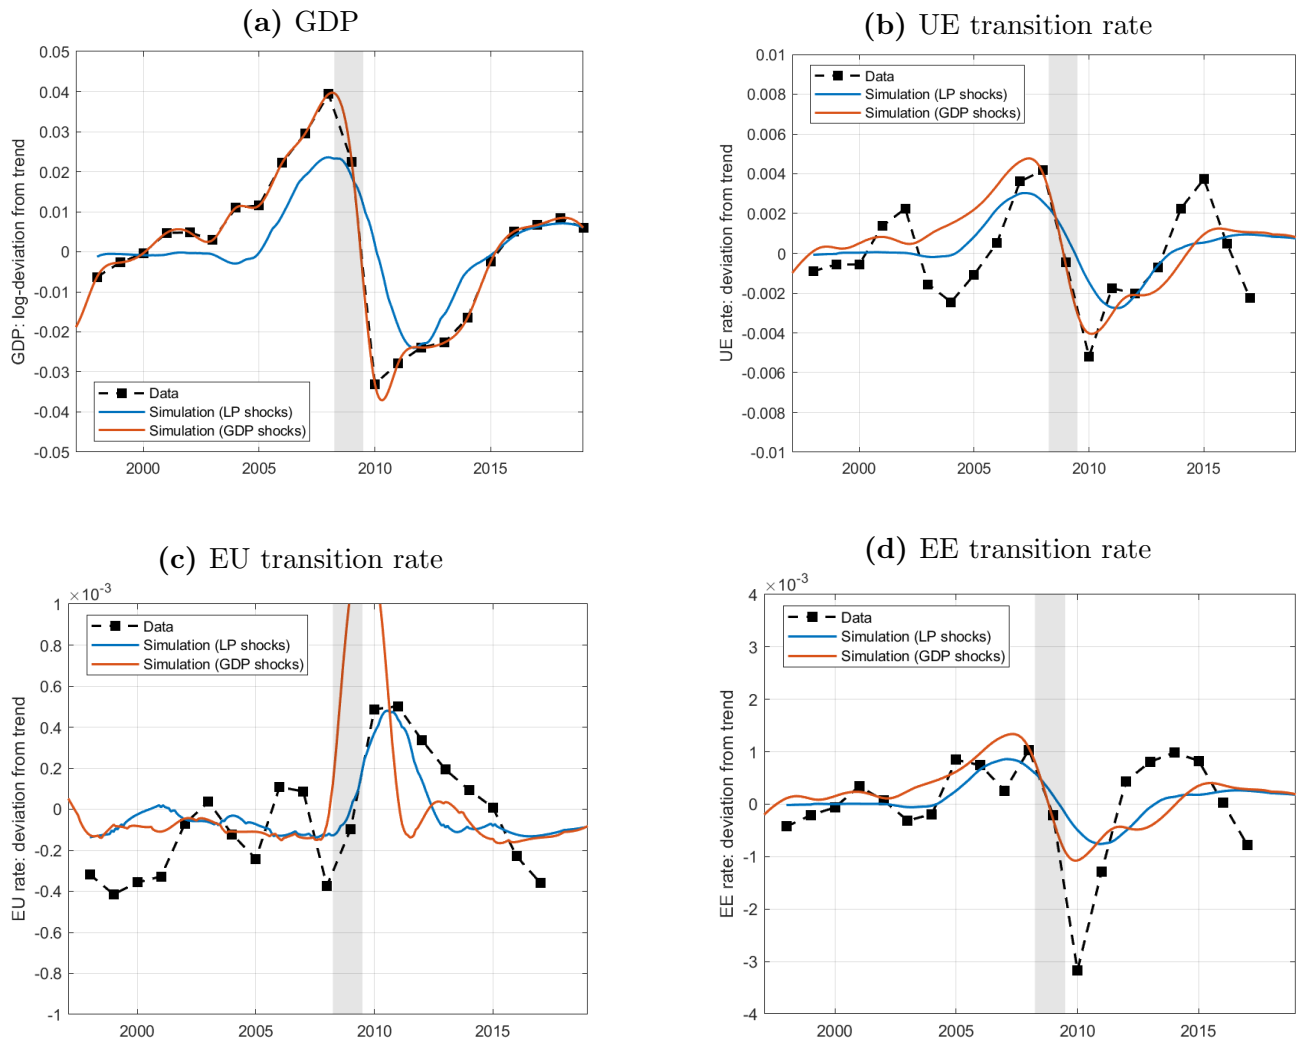 (a) GDP
0.05
0.04
0.03
0.02
0.01
0
-0.01
-0.02
-0.03
-0.04
-0.05
GDP: log-deviation from trend
Data
Simulation (LP shocks)
Simulation (GDP shocks)
2000 2005 2010 2015
(b) UE transition rate
0.01
0.008
0.006
0.004
0.002
0
-0.002
-0.004
-0.006
-0.008
-0.01
UE rate: deviation from trend
Data
Simulation (LP shocks)
Simulation (GDP shocks)
2000 2005 2010 2015
(c) EU transition rate
×10-3
1
0.8
0.6
0.4
0.2
0
-0.2
-0.4
-0.6
-0.8
-1
EU rate: deviation from trend
Data
Simulation (LP shocks)
Simulation (GDP shocks)
2000 2005 2010 2015
(d) EE transition rate
×10-3
4
3
2
1
0
-1
-2
-3
-4
EE rate: deviation from trend
Data
Simulation (LP shocks)
Simulation (GDP shocks)
2000 2005 2010 2015